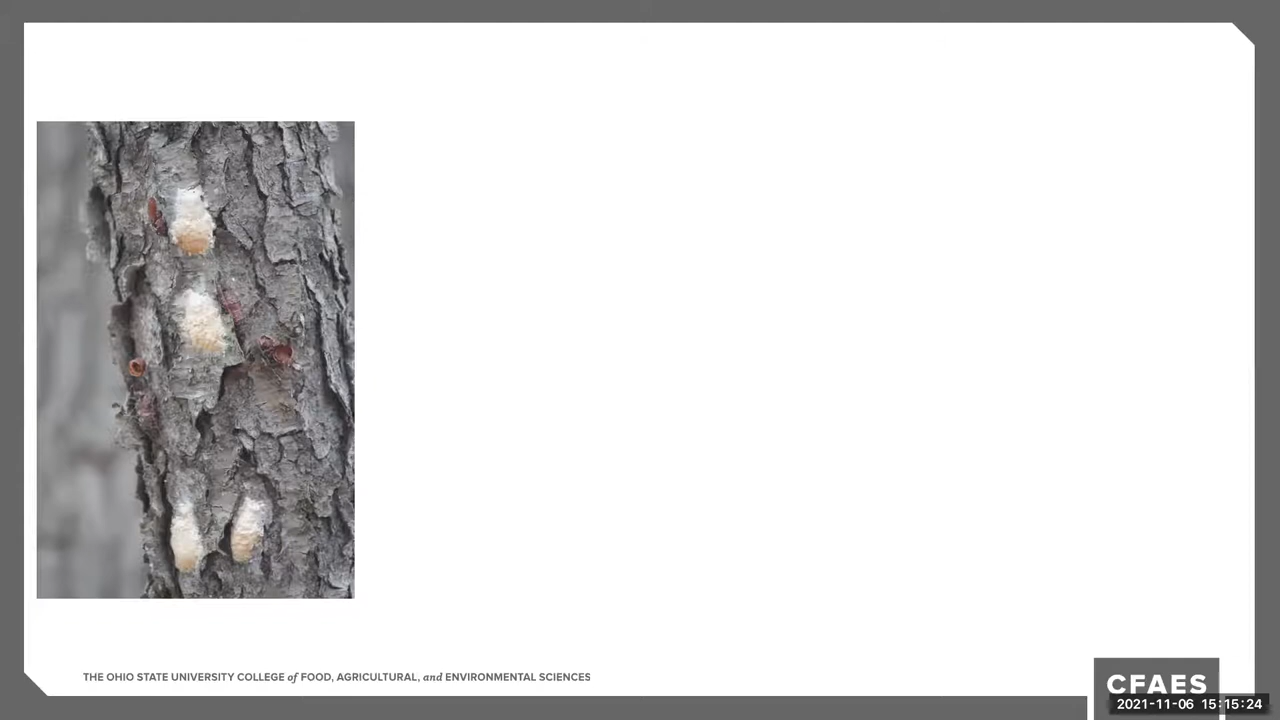 THE OHIO STATE UNIVERSITY COLLEGE of FOOD, AGRICULTURAL, and ENVIRONMENTAL SCIENCES
CFAES
2021-11-06 15:15:24